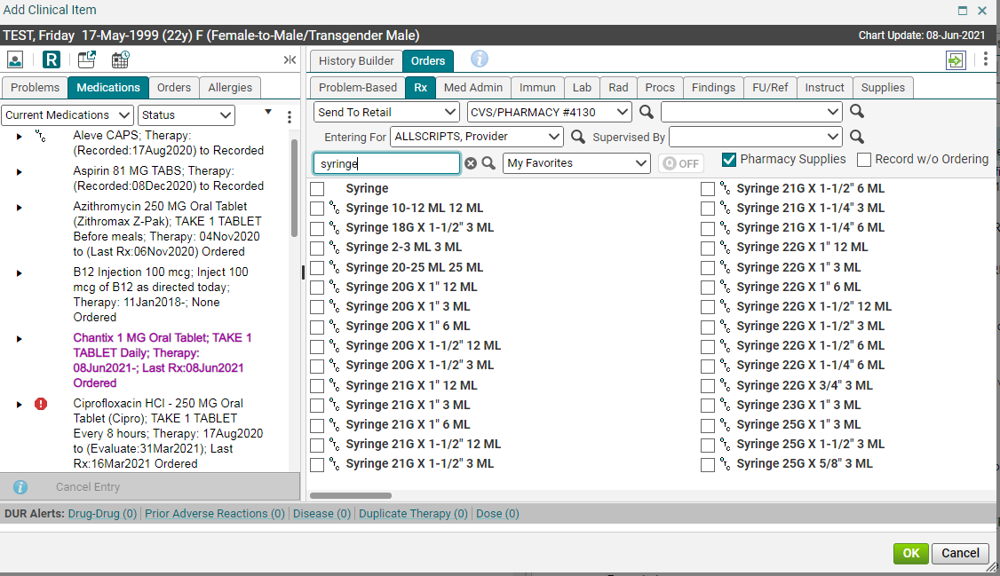 Add Clinical Item
TEST, Friday 17-May-1999 (22y) F (Female-to-Male/Transgender Male)
Chart Update: 08-Jun-2021
R
History Builder
Orders
Problems
Medications
Orders
Allergies
Problem-Based
Rx
Med Admin
Immun
Lab
Rad
Procs
Findings
FU/Ref
Instruct
Supplies
Current Medications
Status
Aleve CAPS; Therapy:
(Recorded:17Aug2020) to Recorded
Aspirin 81 MG TABS; Therapy:
(Recorded:08Dec2020) to Recorded
Azithromycin 250 MG Oral Tablet
(Zithromax Z-Pak); TAKE 1 TABLET
Before meals; Therapy: 04Nov2020
to (Last Rx:06Nov2020) Ordered
B12 Injection 100 mcg; Inject 100
mcg of B12 as directed today;
Therapy: 11Jan2018-; None
Ordered
Chantix 1 MG Oral Tablet; TAKE 1
TABLET Daily; Therapy:
08Jun2021-; Last Rx:08Jun2021
Ordered
Ciprofloxacin HCl - 250 MG Oral
Tablet (Cipro); TAKE 1 TABLET
Every 8 hours; Therapy: 17Aug2020
to (Evaluate:31Mar2021); Last
Rx:16Mar2021 Ordered
Cancel Entry
Send To Retail
CVS/PHARMACY #4130
Entering For
ALLSCRIPTS, Provider
Supervised By
syringe
My Favorites
OFF
Pharmacy Supplies
Record w/o Ordering
Syringe
Syringe 10-12 ML 12 ML
Syringe 18G X 1-1/2" 3 ML
Syringe 2-3 ML 3 ML
Syringe 20-25 ML 25 ML
Syringe 20G X 1" 12 ML
Syringe 20G X 1" 3 ML
Syringe 20G X 1" 6 ML
Syringe 20G X 1-1/2" 12 ML
Syringe 20G X 1-1/2" 3 ML
Syringe 21G X 1" 12 ML
Syringe 21G X 1" 3 ML
Syringe 21G X 1" 6 ML
Syringe 21G X 1-1/2" 12 ML
Syringe 21G X 1-1/2" 3 ML
Syringe 21G X 1-1/2" 6 ML
Syringe 21G X 1-1/4" 3 ML
Syringe 21G X 1-1/4" 6 ML
Syringe 22G X 1" 12 ML
Syringe 22G X 1" 3 ML
Syringe 22G X 1" 6 ML
Syringe 22G X 1-1/2" 12 ML
Syringe 22G X 1-1/2" 3 ML
Syringe 22G X 1-1/2" 6 ML
Syringe 22G X 1-1/4" 6 ML
Syringe 22G X 3/4" 3 ML
Syringe 23G X 1" 3 ML
Syringe 25G X 1" 3 ML
Syringe 25G X 1-1/2" 3 ML
Syringe 25G X 5/8" 3 ML
DUR Alerts: Drug-Drug (0) Prior Adverse Reactions (0) Disease (0) Duplicate Therapy (0) Dose (0)
OK
Cancel